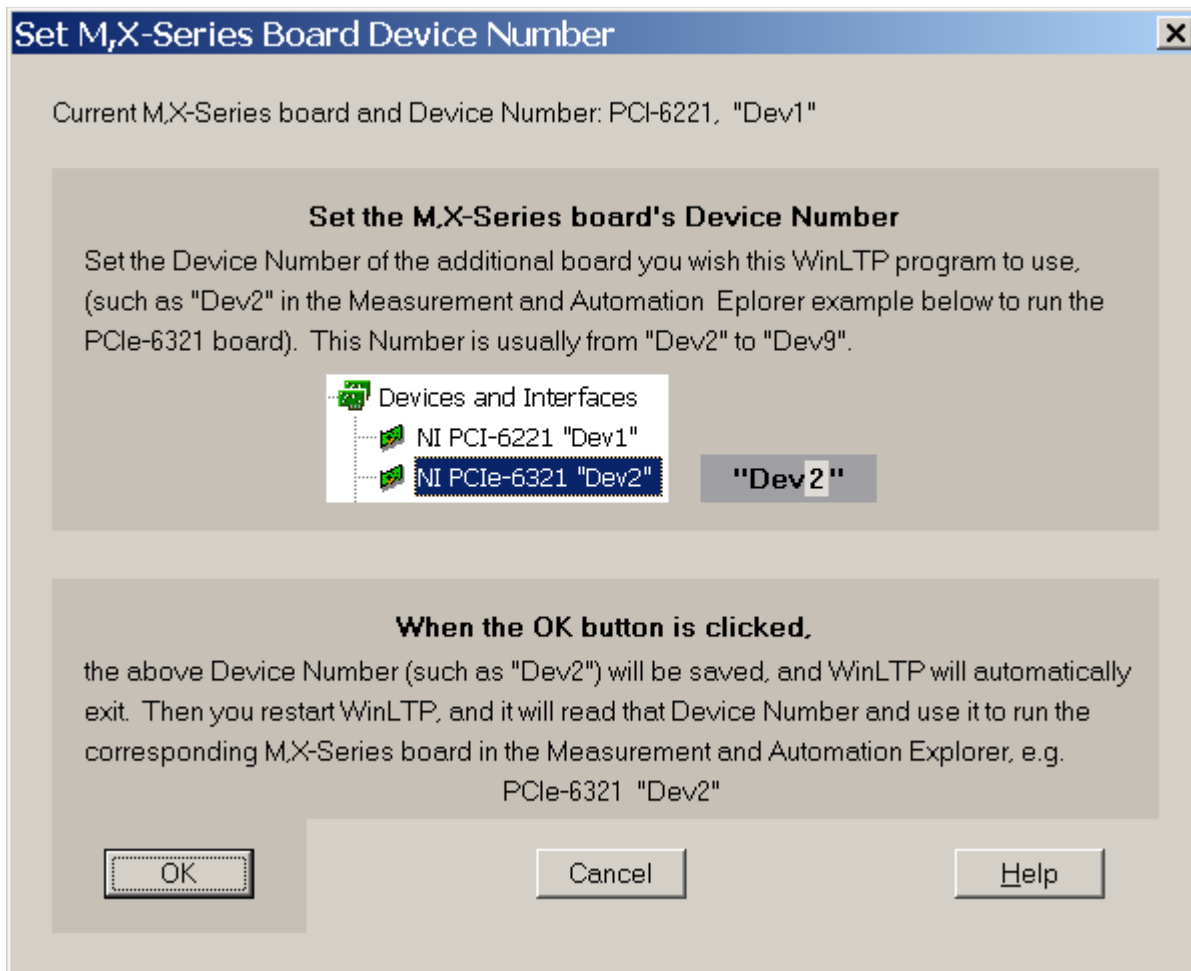 Set M,X-Series Board Device Number
Current M,X-Series board and Device Number: PCI-6221, "Dev1"
Set the M,X-Series board's Device Number
Set the Device Number of the additional board you wish this WinLTP program to use,
(such as "Dev2" in the Measurement and Automation Eplorer example below to run the
PCIe-6321 board). This Number is usually from "Dev2" to "Dev9".
Devices and Interfaces
NI PCI-6221 "Dev1"
NI PCIe-6321 "Dev2"
"Dev2"
When the OK button is clicked,
the above Device Number (such as "Dev2") will be saved, and WinLTP will automatically
exit. Then you restart WinLTP, and it will read that Device Number and use it to run the
corresponding M,X-Series board in the Measurement and Automation Explorer, e.g.
PCIe-6321 "Dev2"
OK Cancel Help